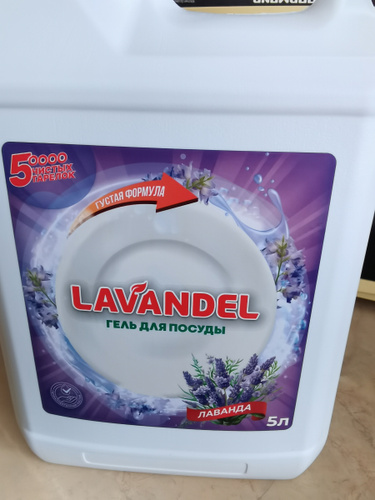 50000
ЧИСТЫХ
ТАРЕЛОК
ГУСТАЯ ФОРМУЛА
LAVANDEL
ГЕЛЬ ДЛЯ ПОСУДЫ
ЛАВАНДА
5л